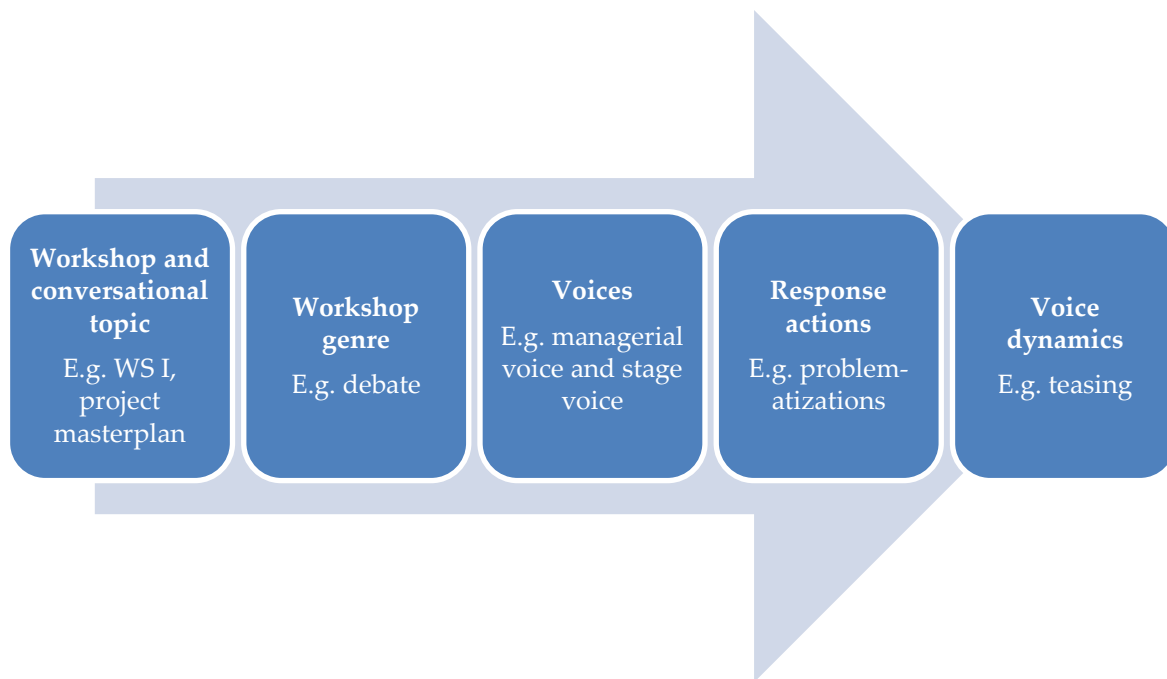 Workshop and
conversational
topic
E.g. WS I,
project
masterplan
Workshop
genre
E.g. debate
Voices
E.g. managerial
voice and stage
voice
Response
actions
E.g. problem-
atizations
Voice
dynamics
E.g. teasing